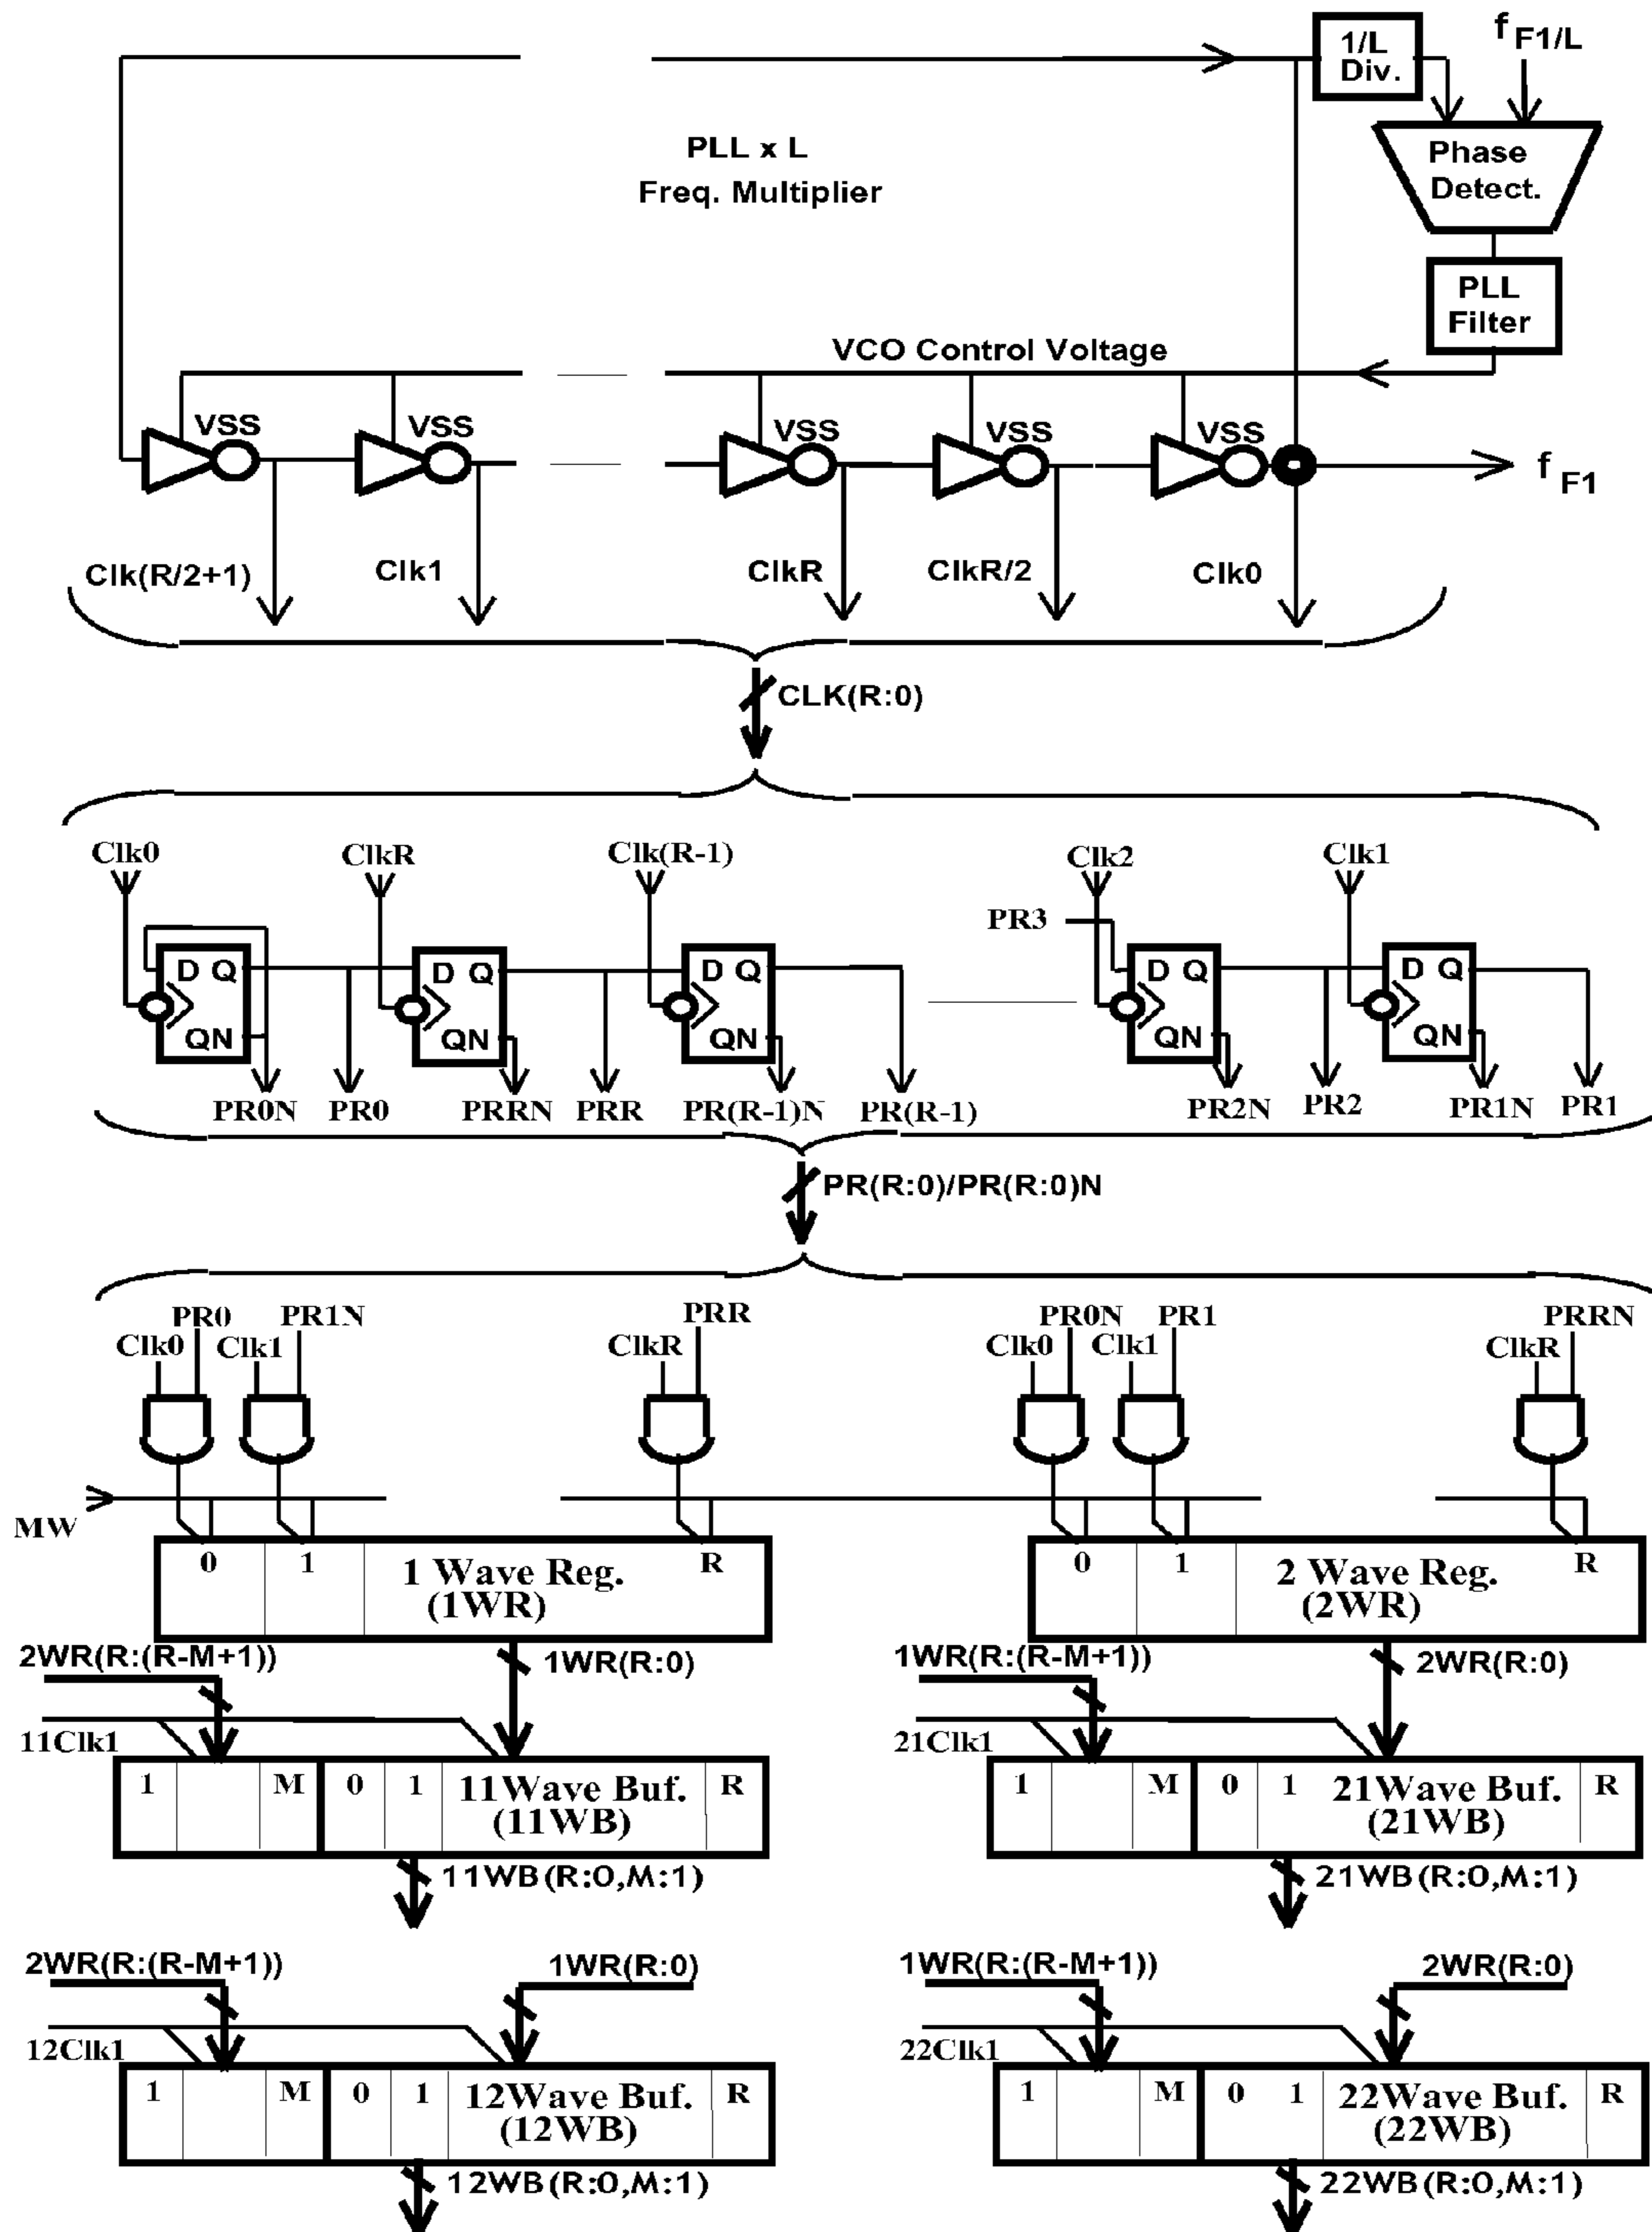 1/L
Div.
f F1/L
PLL x L
Freq. Multiplier
Phase
Detect.
PLL
Filter
VCO Control Voltage
VSS
VSS
VSS
VSS
VSS
f F1
Clk(R/2+1)
Clk1
ClkR
ClkR/2
Clk0
CLK(R:0)
Clk0
ClkR
Clk(R-1)
Clk2
Clk1
PR3
D Q
QN
D Q
QN
D Q
QN
D Q
QN
D Q
QN
PR0N
PR0
PRRN
PRR
PR(R-1)N
PR(R-1)
PR2N
PR2
PR1N
PR1
PR(R:0)/PR(R:0)N
PR0
PR1N
PRR
PR0N
PR1
PRRN
Clk0
Clk1
ClkR
Clk0
Clk1
ClkR
MW
0
1
1 Wave Reg.
(1WR)
R
0
1
2 Wave Reg.
(2WR)
R
2WR(R:(R-M+1))
1WR(R:0)
1WR(R:(R-M+1))
2WR(R:0)
11Clk1
21Clk1
1
M
0
1
11Wave Buf.
(11WB)
R
1
M
0
1
21Wave Buf.
(21WB)
R
11WB(R:0,M:1)
21WB(R:0,M:1)
2WR(R:(R-M+1))
1WR(R:0)
1WR(R:(R-M+1))
2WR(R:0)
12Clk1
22Clk1
1
M
0
1
12Wave Buf.
(12WB)
R
1
M
0
1
22Wave Buf.
(22WB)
R
12WB(R:0,M:1)
22WB(R:0,M:1)